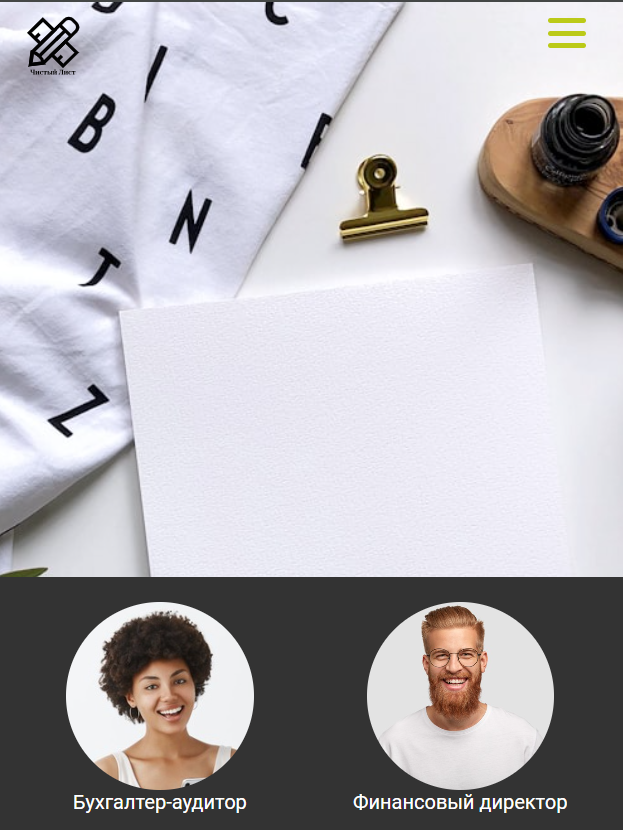 Чистый Лист
C
B
N
Z
Бухгалтер-аудитор
Финансовый директор